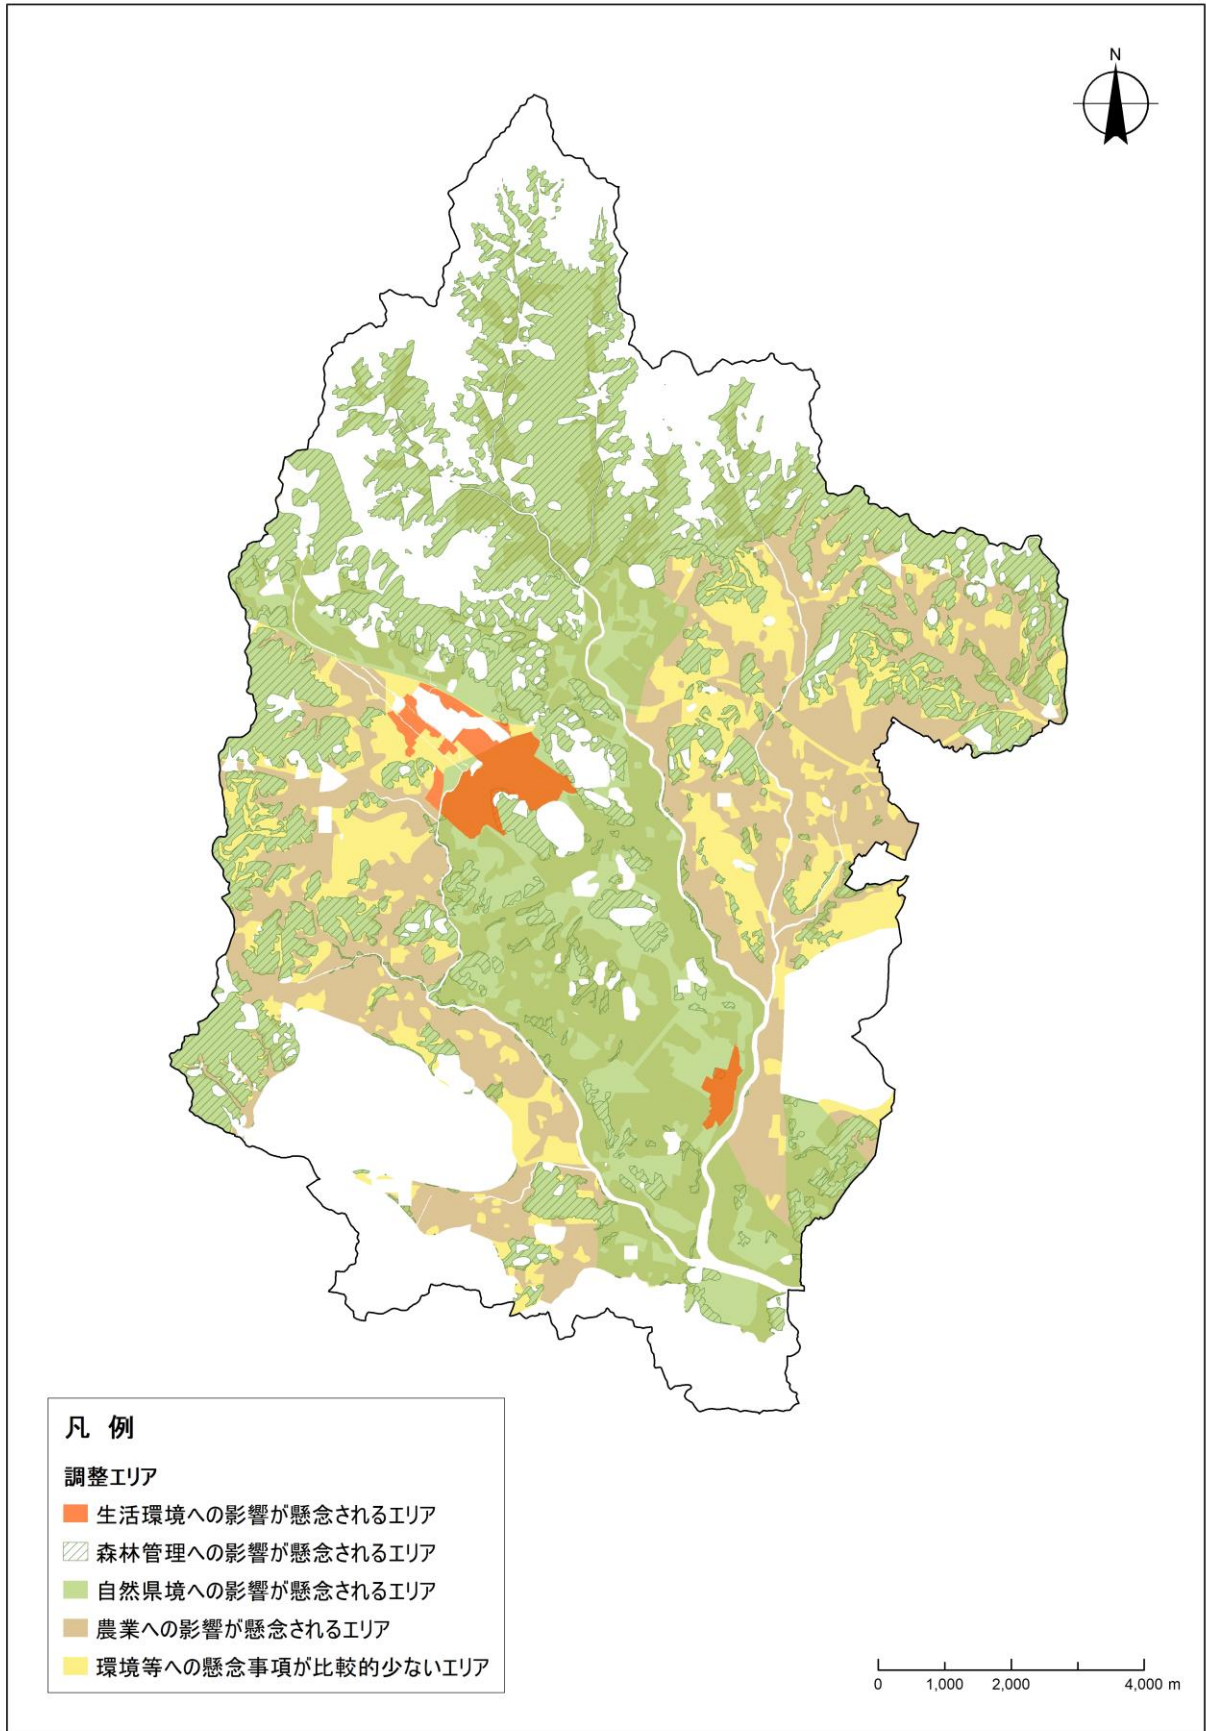 N
凡 例
調整エリア
生活環境への影響が懸念されるエリア
森林管理への影響が懸念されるエリア
自然県境への影響が懸念されるエリア
農業への影響が懸念されるエリア
環境等への懸念事項が比較的少ないエリア
0 1,000 2,000 4,000 m